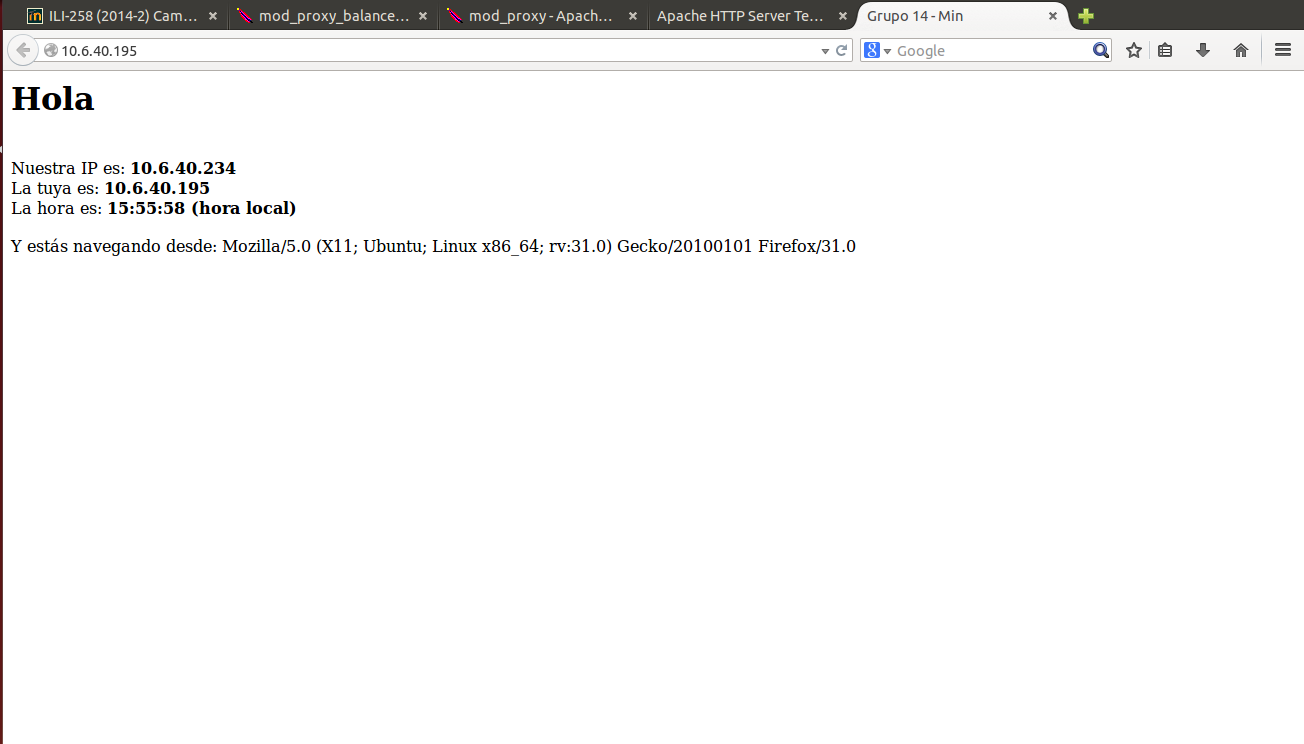 ILI-258 (2014-2) Cam...
mod_proxy_balance...
mod_proxy - Apach...
Apache HTTP Server Te...
Grupo 14 - Min
10.6.40.195
Google
Hola
Nuestra IP es: 10.6.40.234
La tuya es: 10.6.40.195
La hora es: 15:55:58 (hora local)
Y estás navegando desde: Mozilla/5.0 (X11; Ubuntu; Linux x86_64; rv:31.0) Gecko/20100101 Firefox/31.0